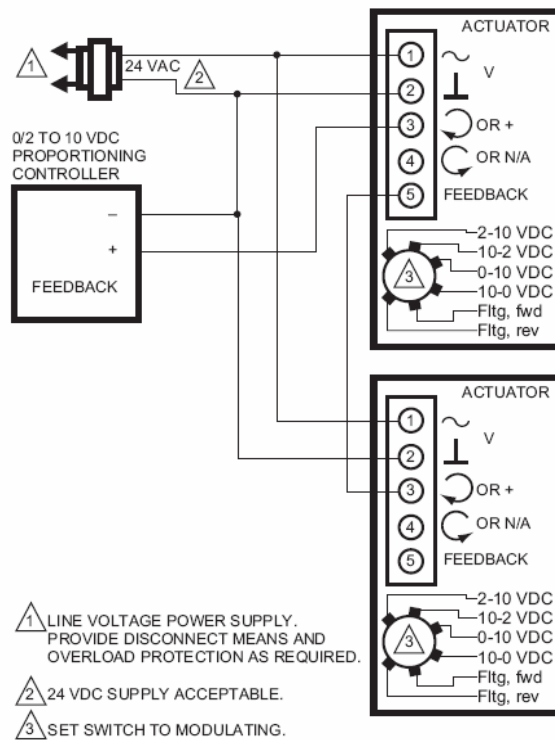 ACTUATOR
1
24 VAC
2
1
V
2
3
OR +
4
OR N/A
5
FEEDBACK
0/2 TO 10 VDC
PROPORTIONING
CONTROLLER
–
+
FEEDBACK
3
2-10 VDC
10-2 VDC
0-10 VDC
10-0 VDC
Fltg, fwd
Fltg, rev
ACTUATOR
1
V
2
3
OR +
4
OR N/A
5
FEEDBACK
3
2-10 VDC
10-2 VDC
0-10 VDC
10-0 VDC
Fltg, fwd
Fltg, rev
1 LINE VOLTAGE POWER SUPPLY.
PROVIDE DISCONNECT MEANS AND
OVERLOAD PROTECTION AS REQUIRED.
2 24 VDC SUPPLY ACCEPTABLE.
3 SET SWITCH TO MODULATING.